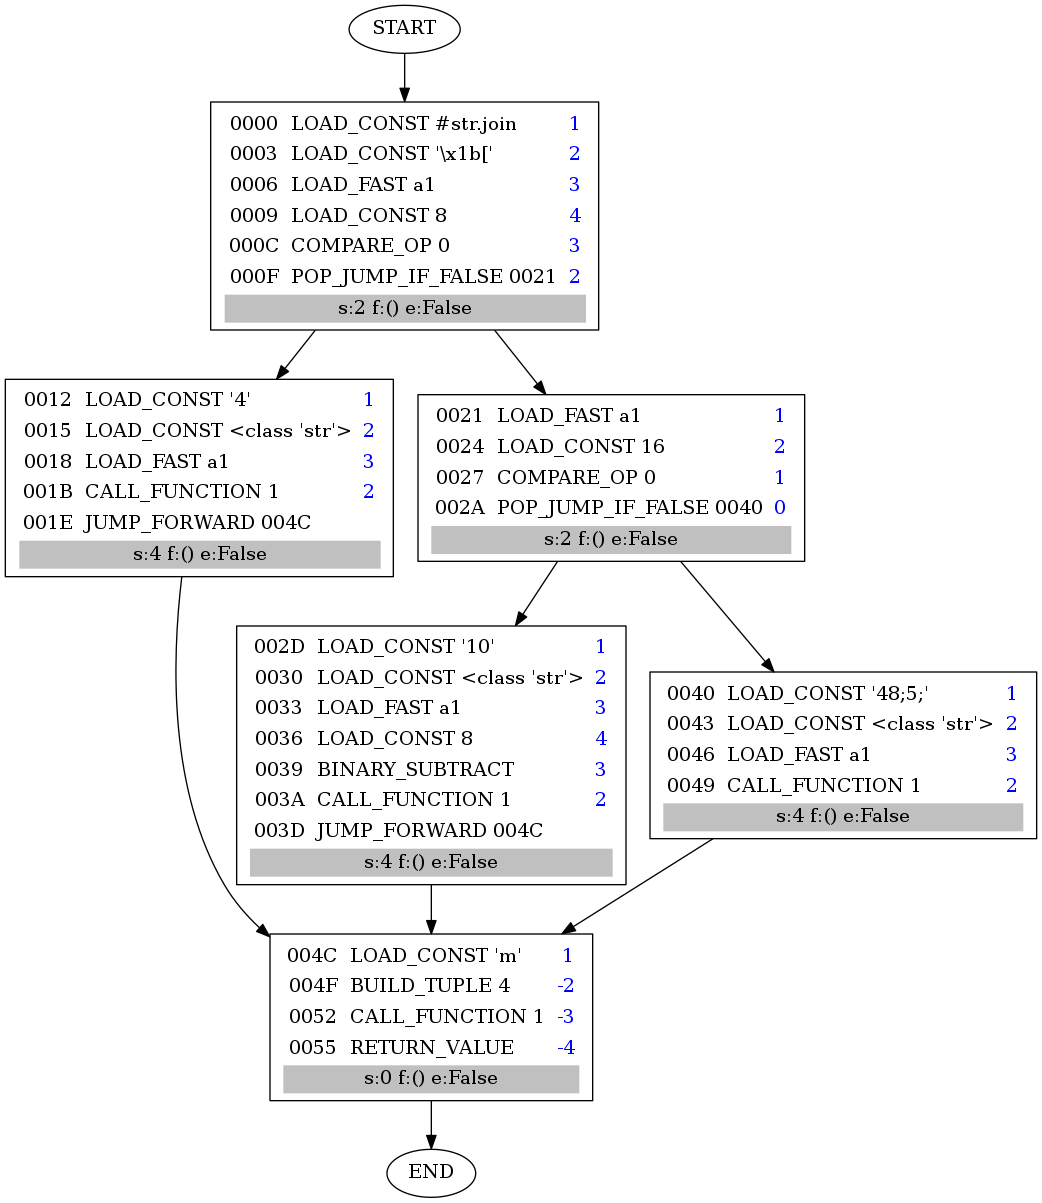 START
0000 LOAD_CONST #str.join 1
0003 LOAD_CONST '\x1b[' 2
0006 LOAD_FAST a1 3
0009 LOAD_CONST 8 4
000C COMPARE_OP 0 3
000F POP_JUMP_IF_FALSE 0021 2
s:2 f:() e:False
0012 LOAD_CONST '4' 1
0015 LOAD_CONST <class 'str'> 2
0018 LOAD_FAST a1 3
001B CALL_FUNCTION 1 2
001E JUMP_FORWARD 004C
s:4 f:() e:False
0021 LOAD_FAST a1 1
0024 LOAD_CONST 16 2
0027 COMPARE_OP 0 1
002A POP_JUMP_IF_FALSE 0040 0
s:2 f:() e:False
002D LOAD_CONST '10' 1
0030 LOAD_CONST <class 'str'> 2
0033 LOAD_FAST a1 3
0036 LOAD_CONST 8 4
0039 BINARY_SUBTRACT 3
003A CALL_FUNCTION 1 2
003D JUMP_FORWARD 004C
s:4 f:() e:False
0040 LOAD_CONST '48;5;' 1
0043 LOAD_CONST <class 'str'> 2
0046 LOAD_FAST a1 3
0049 CALL_FUNCTION 1 2
s:4 f:() e:False
004C LOAD_CONST 'm' 1
004F BUILD_TUPLE 4 -2
0052 CALL_FUNCTION 1 -3
0055 RETURN_VALUE -4
s:0 f:() e:False
END